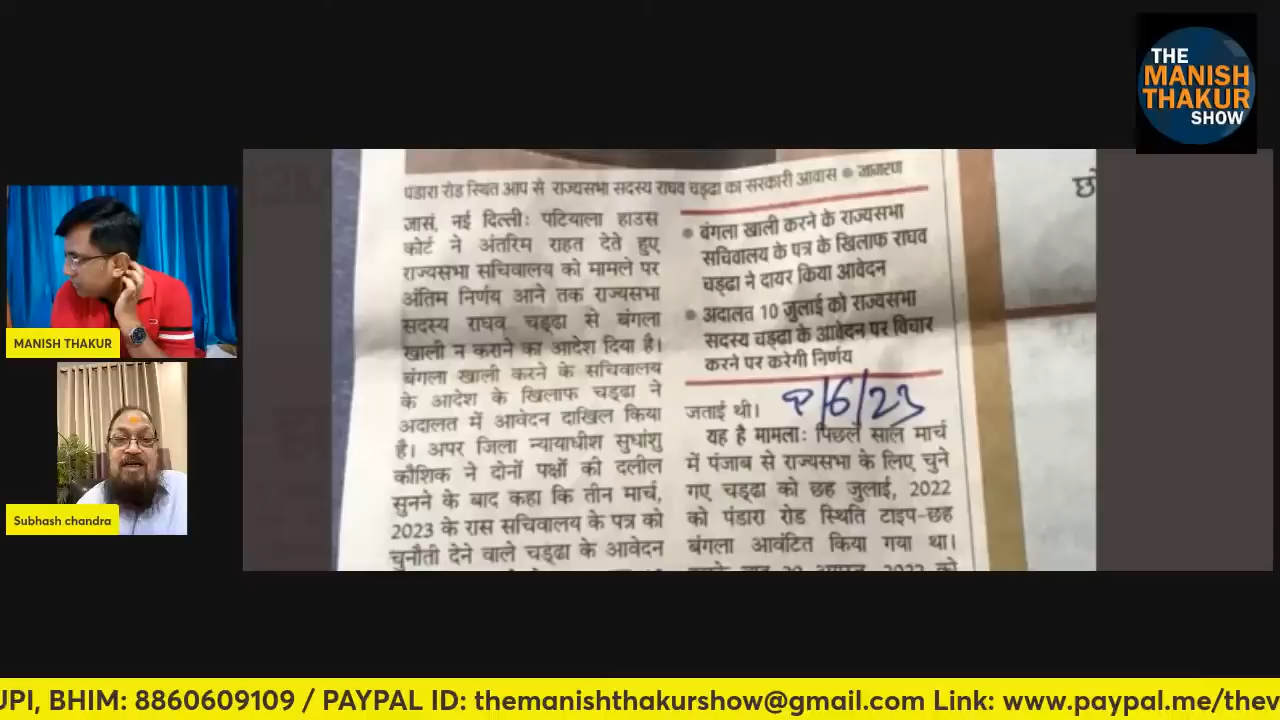 THE
MANISH
THAKUR
SHOW
MANISH THAKUR
Subhash chandra
पंडारा रोड स्थित आप से राज्यसभा सदस्य राघव चड्ढा का सरकारी आवास ● जागरण
जासं, नई दिल्ली: पटियाला हाउस
कोर्ट ने अंतरिम राहत देते हुए
राज्यसभा सचिवालय को मामले पर
अंतिम निर्णय आने तक राज्यसभा
सदस्य राघव चड्ढा से बंगला
खाली न कराने का आदेश दिया है।
बंगला खाली करने के सचिवालय
के आदेश के खिलाफ चड्ढा ने
अदालत में आवेदन दाखिल किया
है। अपर जिला न्यायाधीश सुधांशु
कौशिक ने दोनों पक्षों की दलील
सुनने के बाद कहा कि तीन मार्च,
2023 के रास सचिवालय के पत्र को
चुनौती देने वाले चड्ढा के आवेदन
● बंगला खाली करने के राज्यसभा
सचिवालय के पत्र के खिलाफ राघव
चड्ढा ने दायर किया आवेदन
● अदालत 10 जुलाई को राज्यसभा
सदस्य चड्ढा के आवेदन पर विचार
करने पर करेगी निर्णय
जताई थी।
/6/23
यह है मामला: पिछले साल मार्च
में पंजाब से राज्यसभा के लिए चुने
गए चड्ढा को छह जुलाई, 2022
को पंडारा रोड स्थिति टाइप-छह
बंगला आवंटित किया गया था।
छो
UPI, BHIM: 8860609109 / PAYPAL ID: themanishthakurshow@gmail.com Link: www.paypal.me/thev